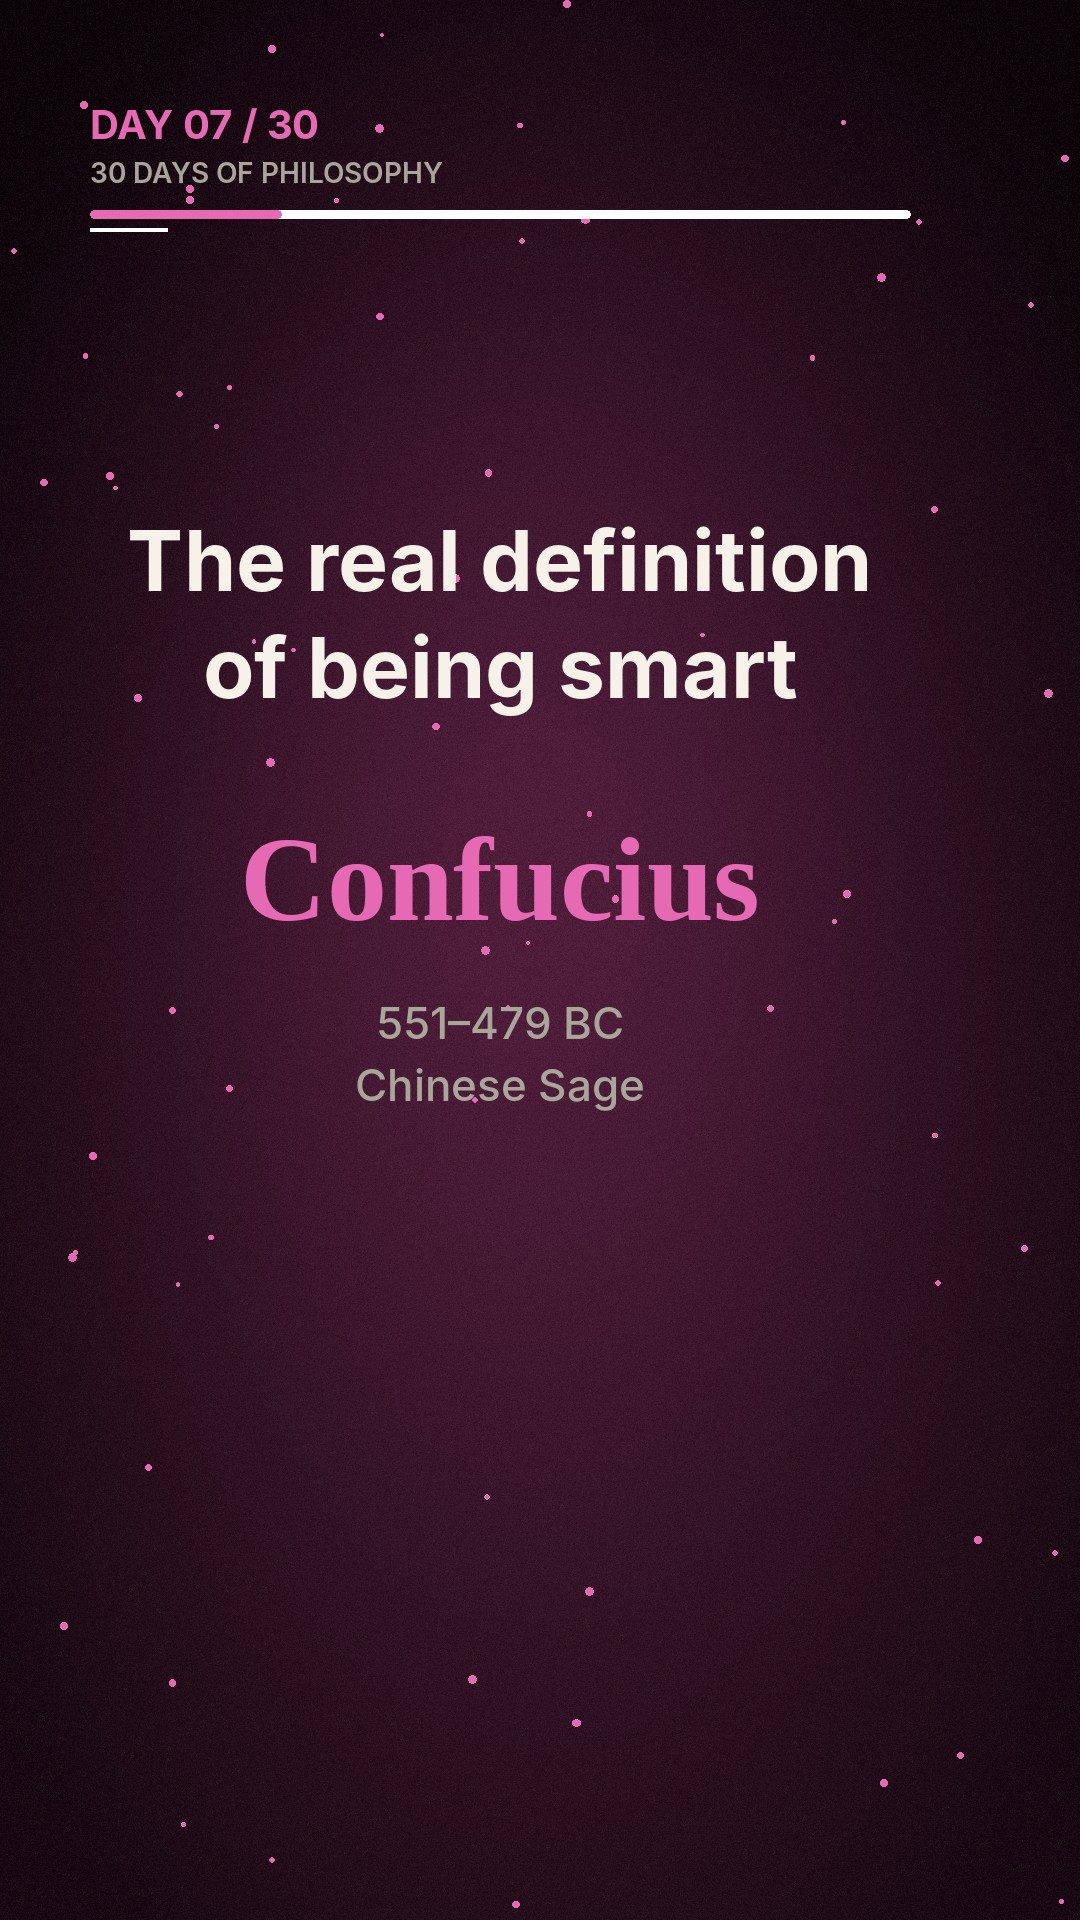 DAY 07 / 30
30 DAYS OF PHILOSOPHY
The real definition
of being smart
Confucius
551–479 BC
Chinese Sage